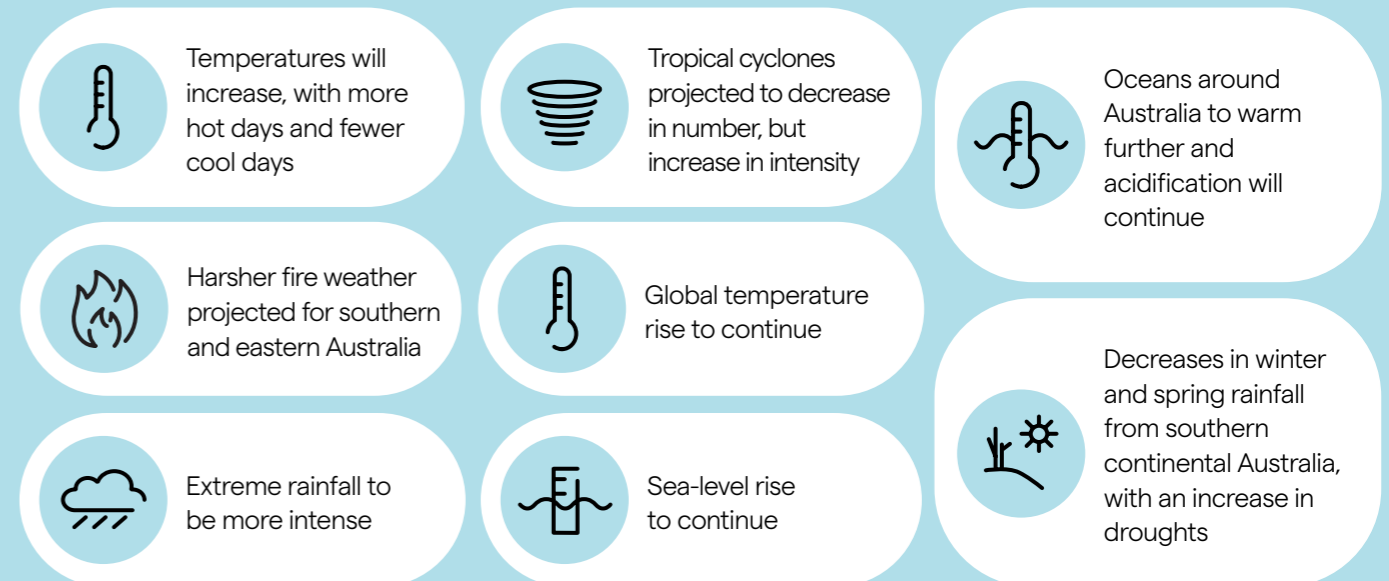 Temperatures will
increase, with more
hot days and fewer
cool days
Tropical cyclones
projected to decrease
in number, but
increase in intensity
Oceans around
Australia to warm
further and
acidification will
continue
Harsher fire weather
projected for southern
and eastern Australia
Global temperature
rise to continue
Decreases in winter
and spring rainfall
from southern
continental Australia,
with an increase in
droughts
Extreme rainfall to
be more intense
Sea-level rise
to continue